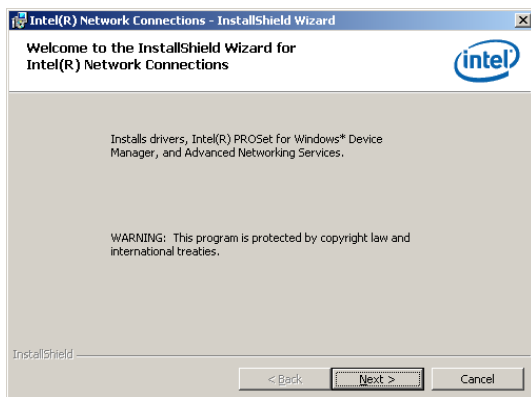 Intel(R) Network Connections - InstallShield Wizard
Welcome to the InstallShield Wizard for
Intel(R) Network Connections
intel
Installs drivers, Intel(R) PROSet for Windows* Device
Manager, and Advanced Networking Services.
WARNING: This program is protected by copyright law and
international treaties.
InstallShield
< Back
Next >
Cancel